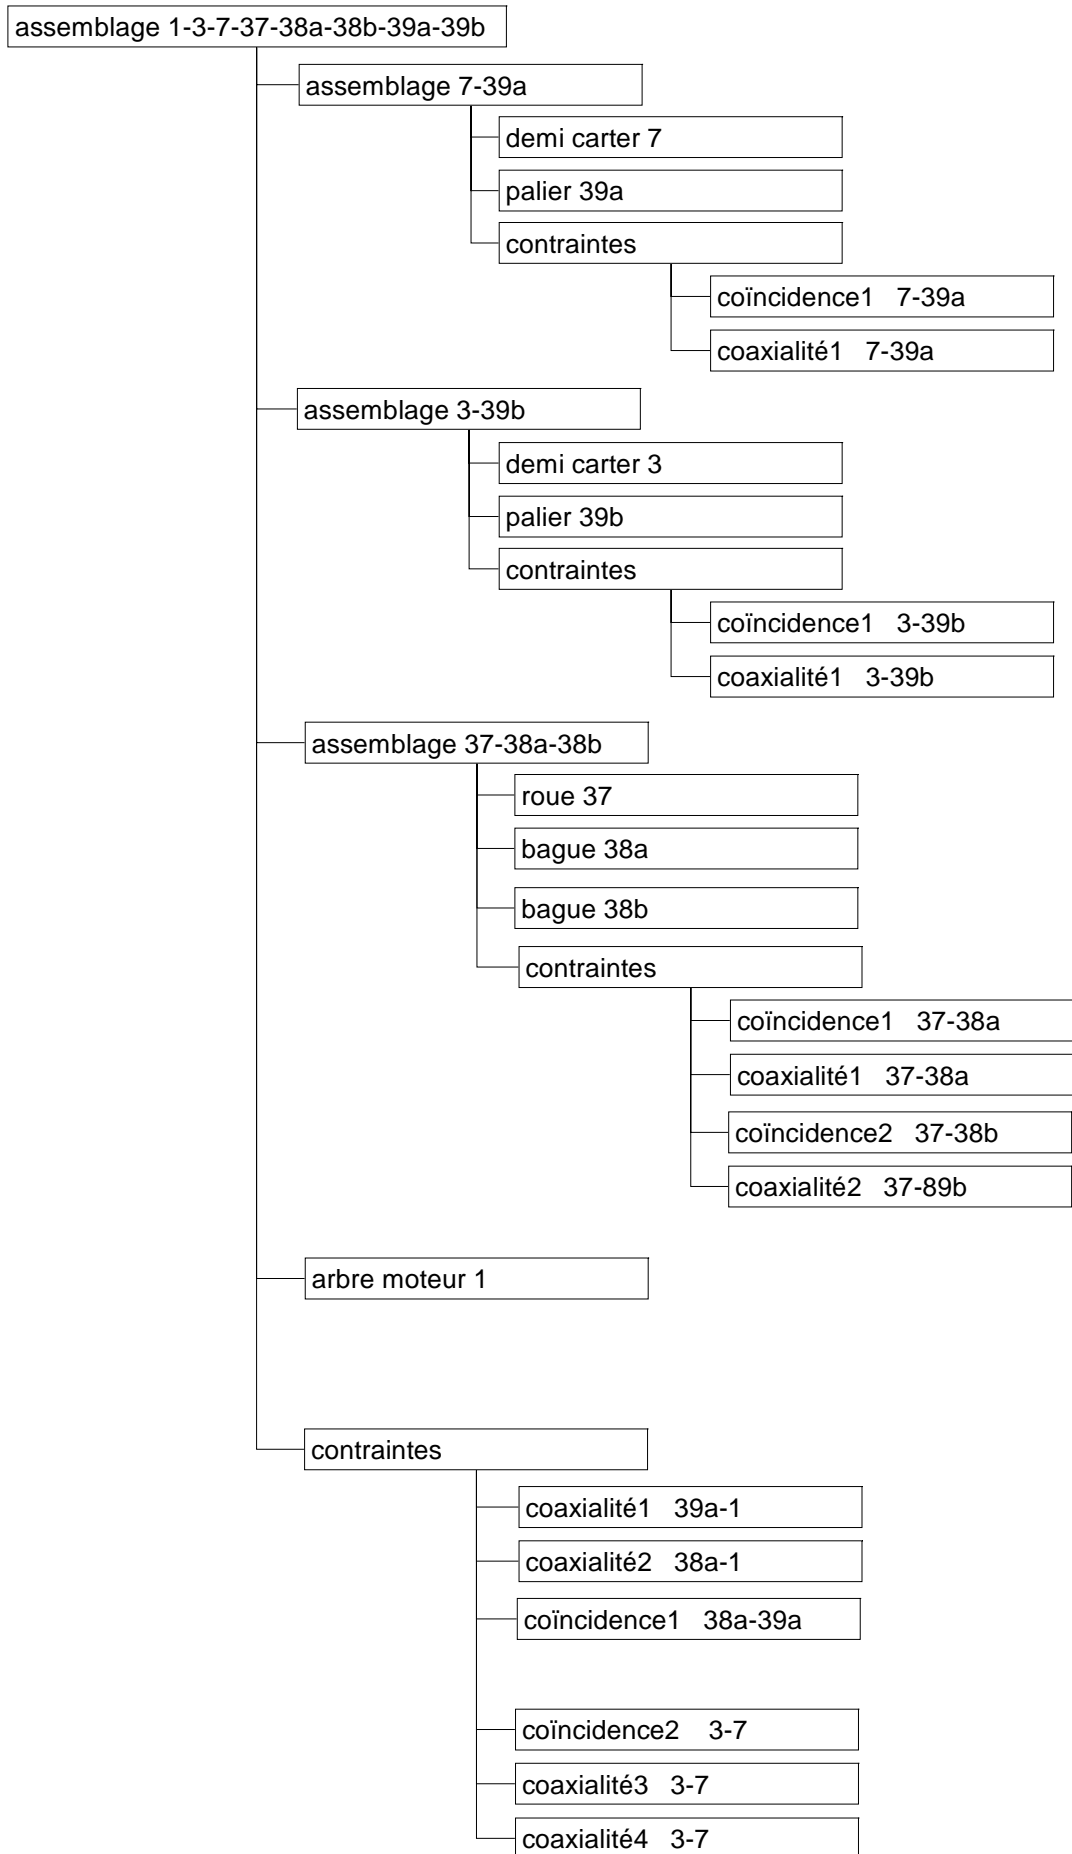 assemblage 1-3-7-37-38a-38b-39a-39b
assemblage 7-39a
demi carter 7
palier 39a
contraintes
coïncidence1 7-39a
coaxialité1 7-39a
assemblage 3-39b
demi carter 3
palier 39b
contraintes
coïncidence1 3-39b
coaxialité1 3-39b
assemblage 37-38a-38b
roue 37
bague 38a
bague 38b
contraintes
coïncidence1 37-38a
coaxialité1 37-38a
coïncidence2 37-38b
coaxialité2 37-89b
arbre moteur 1
contraintes
coaxialité1 39a-1
coaxialité2 38a-1
coïncidence1 38a-39a
coïncidence2 3-7
coaxialité3 3-7
coaxialité4 3-7